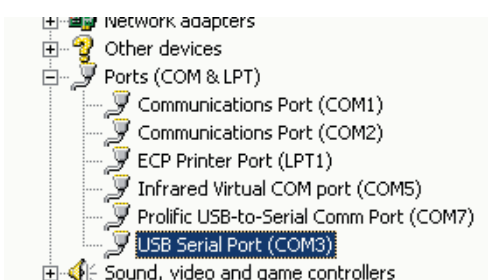 Network adapters
Other devices
Ports (COM & LPT)
Communications Port (COM1)
Communications Port (COM2)
ECP Printer Port (LPT1)
Infrared Virtual COM port (COM5)
Prolific USB-to-Serial Comm Port (COM7)
USB Serial Port (COM3)
Sound, video and game controllers